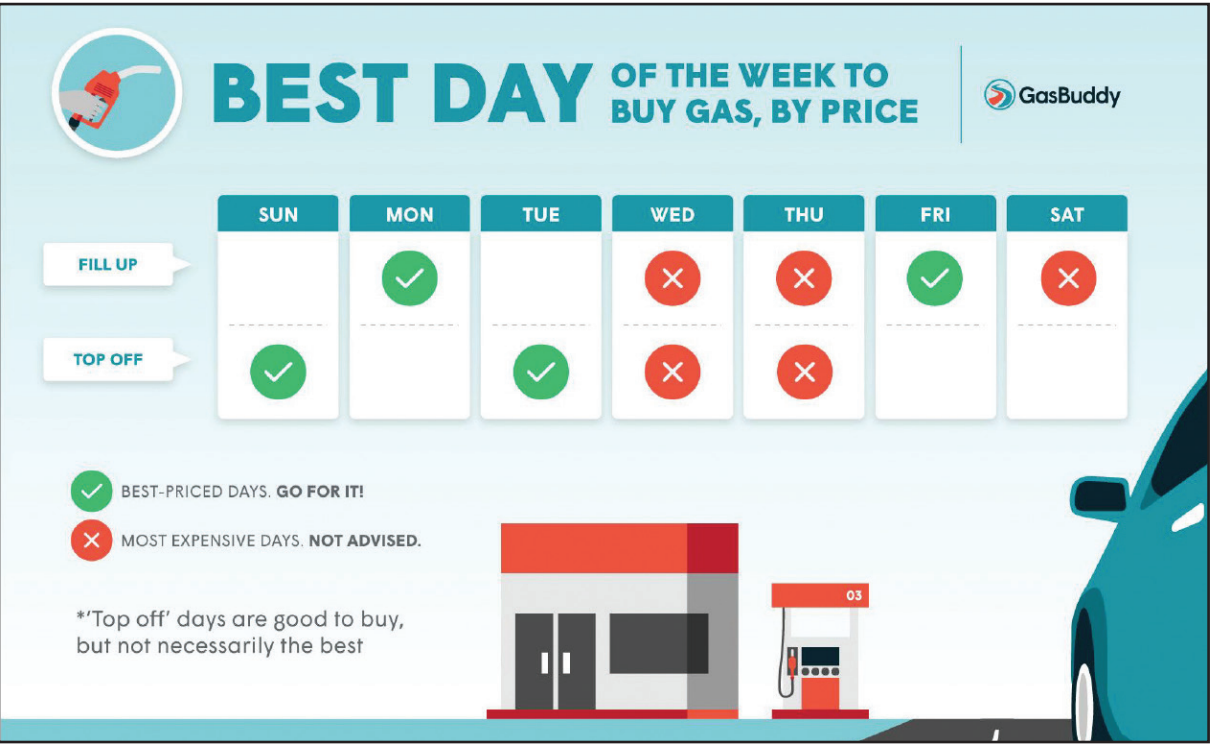 BEST DAY
OF THE WEEK TO
BUY GAS, BY PRICE
GasBuddy
SUN MON TUE WED THU FRI SAT
FILL UP
TOP OFF
BEST-PRICED DAYS. GO FOR IT!
MOST EXPENSIVE DAYS. NOT ADVISED.
*‘Top off’ days are good to buy,
but not necessarily the best
03